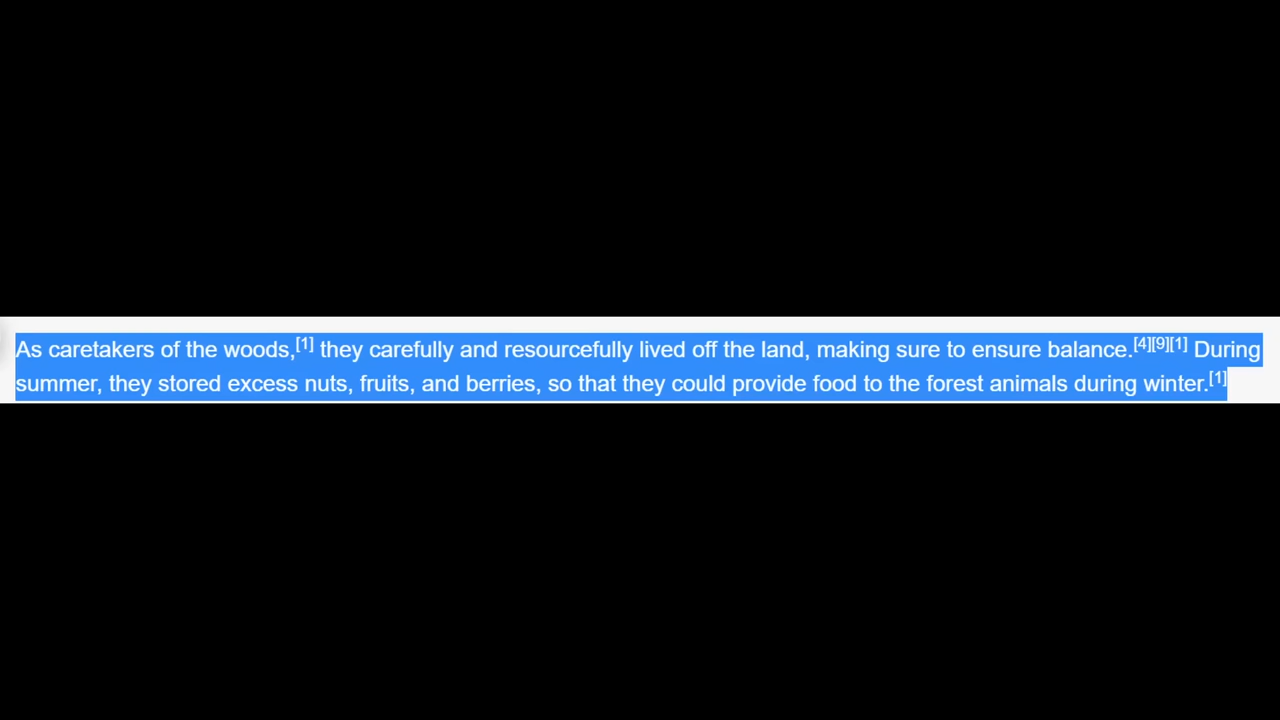 As caretakers of the woods,[1] they carefully and resourcefully lived off the land, making sure to ensure balance.[4][9][1] During
summer, they stored excess nuts, fruits, and berries, so that they could provide food to the forest animals during winter.[1]